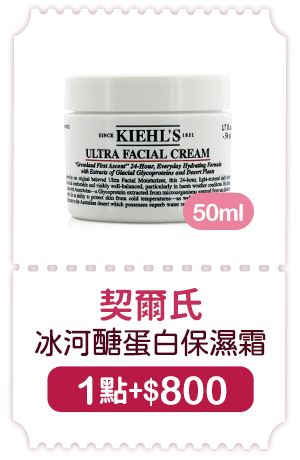 SINCE KIEHL'S 1851
ULTRA FACIAL CREAM
"Greenland First Ascent" 24-Hour, Everyday Hydrating Formula
with Extracts of Glacial Glycoproteins and Desert Plants
50ml
契爾氏
冰河醣蛋白保濕霜
1點+$800